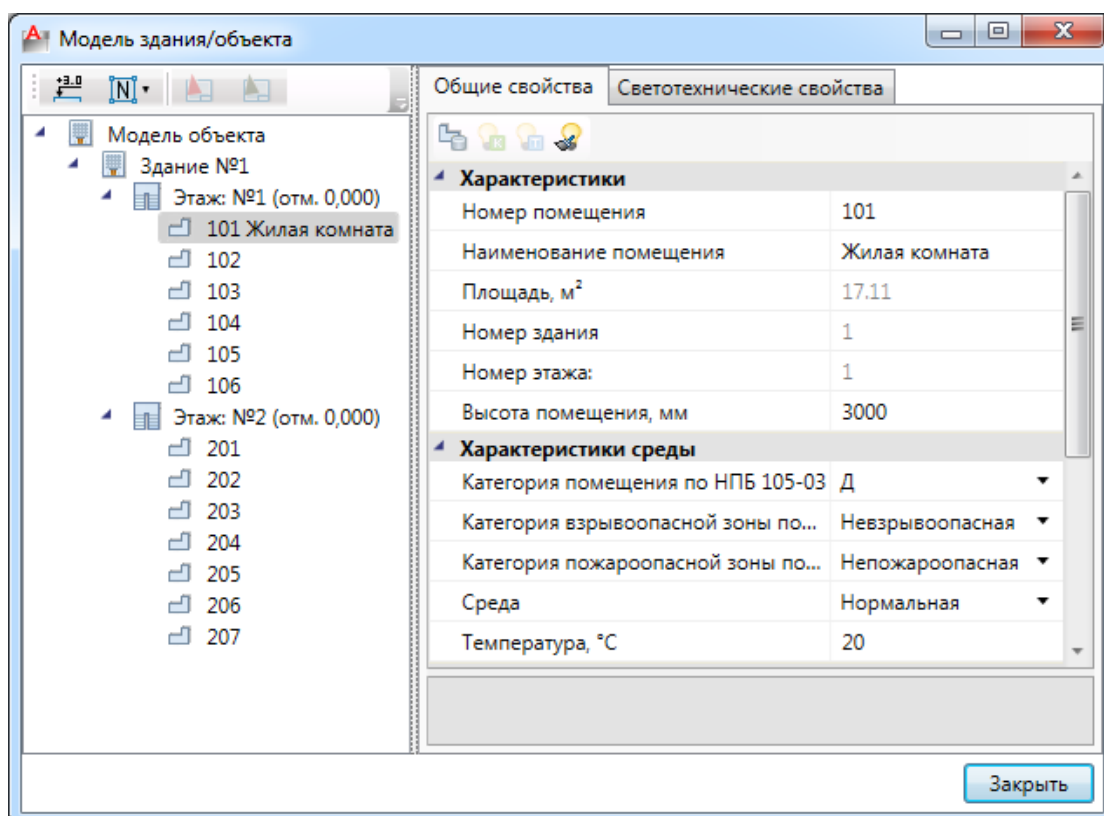 Модель здания/объекта
+3.0
N
Модель объекта
Здание №1
Этаж: №1 (отм. 0,000)
101 Жилая комната
102
103
104
105
106
Этаж: №2 (отм. 0,000)
201
202
203
204
205
206
207
Общие свойства Светотехнические свойства
Характеристики
Номер помещения 101
Наименование помещения Жилая комната
Площадь, м² 17.11
Номер здания 1
Номер этажа: 1
Высота помещения, мм 3000
Характеристики среды
Категория помещения по НПБ 105-03 Д
Категория взрывоопасной зоны по... Невзрывоопасная
Категория пожароопасной зоны по... Непожароопасная
Среда Нормальная
Температура, °C 20
Закрыть